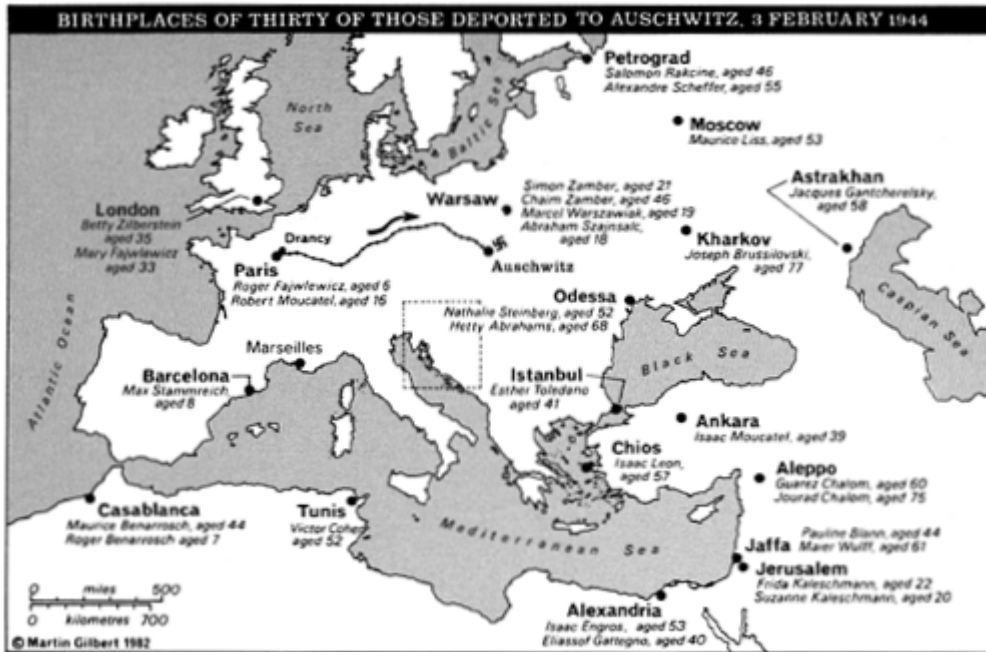 BIRTHPLACES OF THIRTY OF THOSE DEPORTED TO AUSCHWITZ, 3 FEBRUARY 1944
Petrograd
Salomon Rakcine, aged 46
Alexandre Scheffer, aged 55
North
Sea
Baltic Sea
Moscow
Maurice Liss, aged 53
Astrakhan
Jacques Gantcherelsky,
aged 58
London
Betty Zilberstein
aged 35
Mary Fajwlewicz
aged 33
Warsaw
Simon Zamber, aged 21
Chaim Zamber, aged 46
Marcel Warszawiak, aged 19
Abraham Szajnsalc,
aged 18
Kharkov
Joseph Brussilovski,
aged 77
Drancy
Paris
Roger Fajwlewicz, aged 6
Robert Moucatel, aged 16
Auschwitz
Odessa
Nathalie Steinberg, aged 52
Hetty Abrahams, aged 68
Caspian Sea
Atlantic Ocean
Marseilles
Barcelona
Max Stammreich,
aged 8
Black Sea
Istanbul
Esther Toledano
aged 41
Ankara
Isaac Moucatel, aged 39
Chios
Isaac Leon,
aged 57
Aleppo
Guarez Chalom, aged 60
Jourad Chalom, aged 75
Casablanca
Maurice Benarrosch, aged 44
Roger Benarrosch aged 7
Tunis
Victor Cohen
aged 52
Mediterranean Sea
Pauline Blann, aged 44
Jaffa Maier Wulff, aged 61
Jerusalem
Frida Kaleschmann, aged 22
Suzanne Kaleschmann, aged 20
Alexandria
Isaac Engros, aged 53
Eliassof Gattegno, aged 40
0 miles 500
0 kilometres 700
© Martin Gilbert 1982